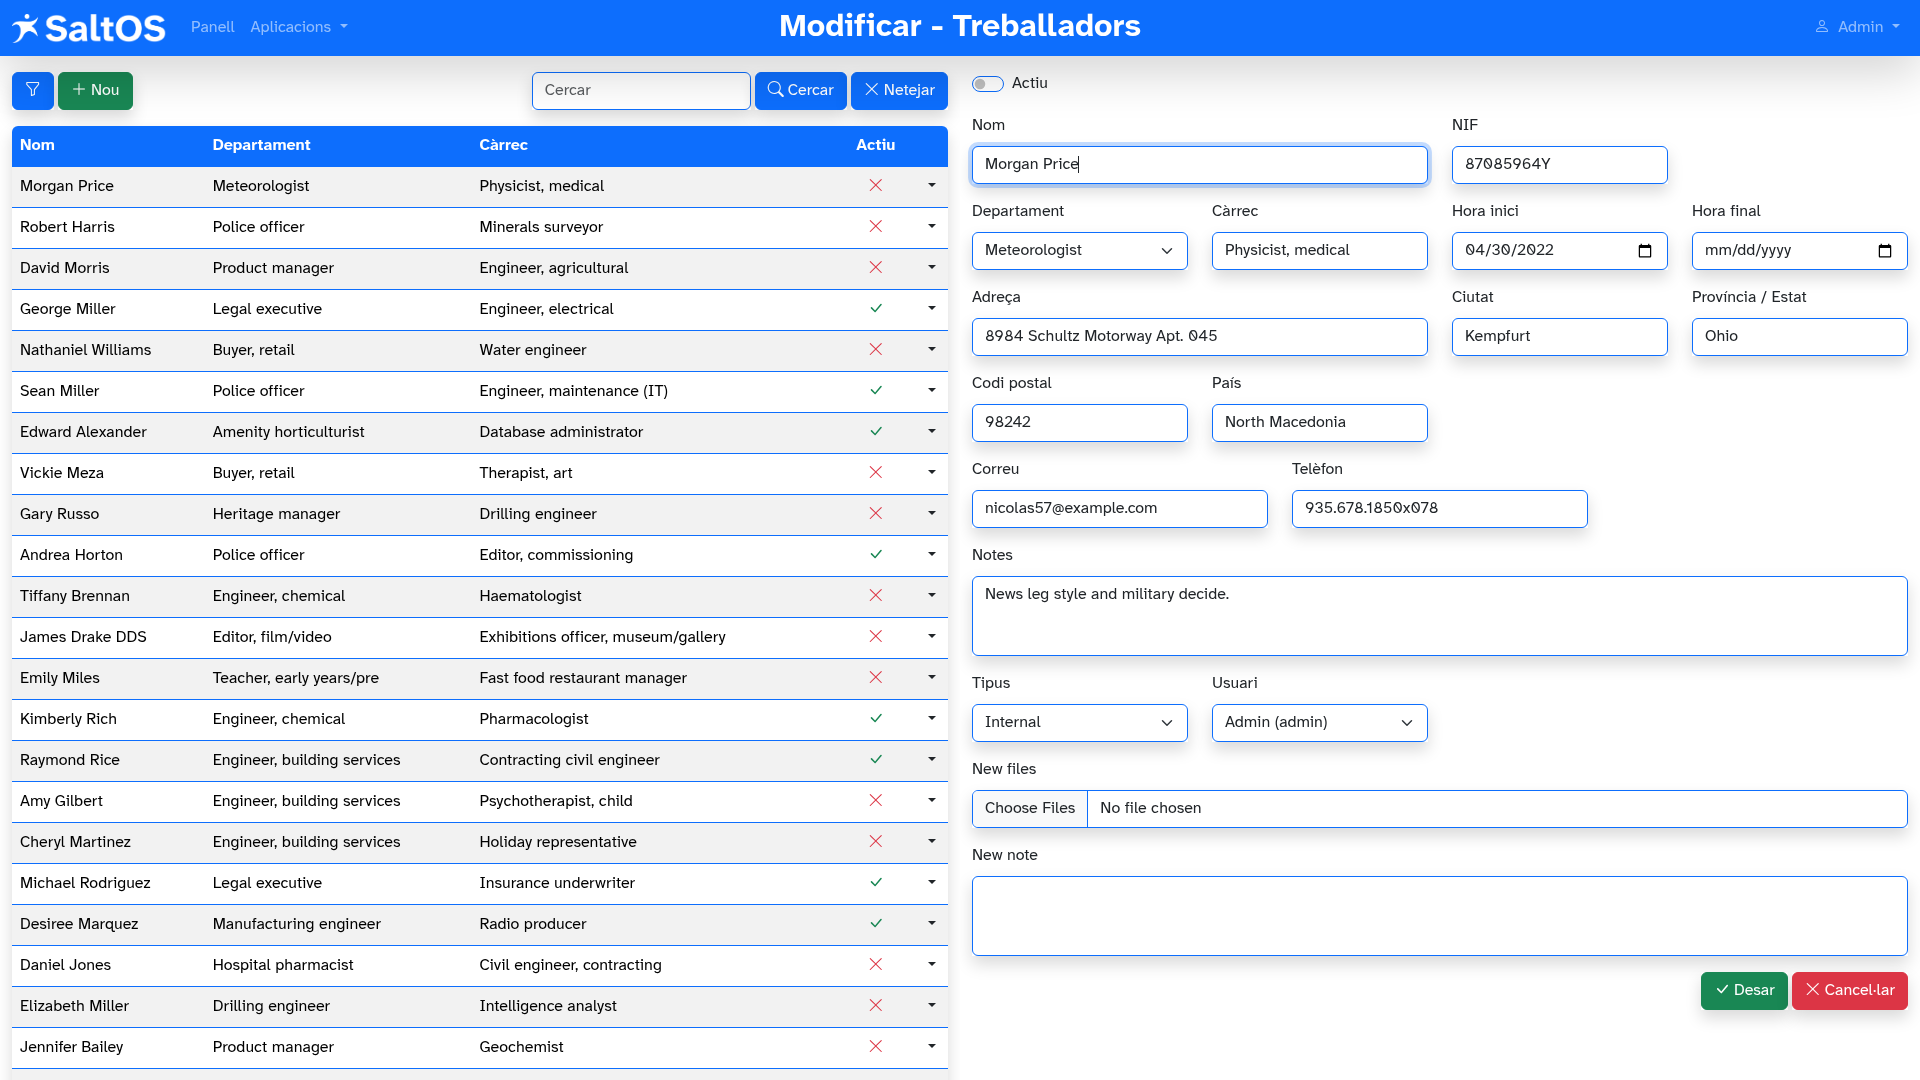 SaltOS
Panell
Aplicacions
Modificar - Treballadors
Admin
Nou
Cercar
Cercar
Netejar
Nom Departament Càrrec Actiu
Morgan Price Meteorologist Physicist, medical
Robert Harris Police officer Minerals surveyor
David Morris Product manager Engineer, agricultural
George Miller Legal executive Engineer, electrical
Nathaniel Williams Buyer, retail Water engineer
Sean Miller Police officer Engineer, maintenance (IT)
Edward Alexander Amenity horticulturist Database administrator
Vickie Meza Buyer, retail Therapist, art
Gary Russo Heritage manager Drilling engineer
Andrea Horton Police officer Editor, commissioning
Tiffany Brennan Engineer, chemical Haematologist
James Drake DDS Editor, film/video Exhibitions officer, museum/gallery
Emily Miles Teacher, early years/pre Fast food restaurant manager
Kimberly Rich Engineer, chemical Pharmacologist
Raymond Rice Engineer, building services Contracting civil engineer
Amy Gilbert Engineer, building services Psychotherapist, child
Cheryl Martinez Engineer, building services Holiday representative
Michael Rodriguez Legal executive Insurance underwriter
Desiree Marquez Manufacturing engineer Radio producer
Daniel Jones Hospital pharmacist Civil engineer, contracting
Elizabeth Miller Drilling engineer Intelligence analyst
Jennifer Bailey Product manager Geochemist
Actiu
Nom NIF
Morgan Price 87085964Y
Departament Càrrec Hora inici Hora final
Meteorologist Physicist, medical 04/30/2022 mm/dd/yyyy
Adreça Ciutat Província / Estat
8984 Schultz Motorway Apt. 045 Kempfurt Ohio
Codi postal País
98242 North Macedonia
Correu Telèfon
nicolas57@example.com 935.678.1850x078
Notes
News leg style and military decide.
Tipus Usuari
Internal Admin (admin)
New files
Choose Files No file chosen
New note
Desar Cancel·lar